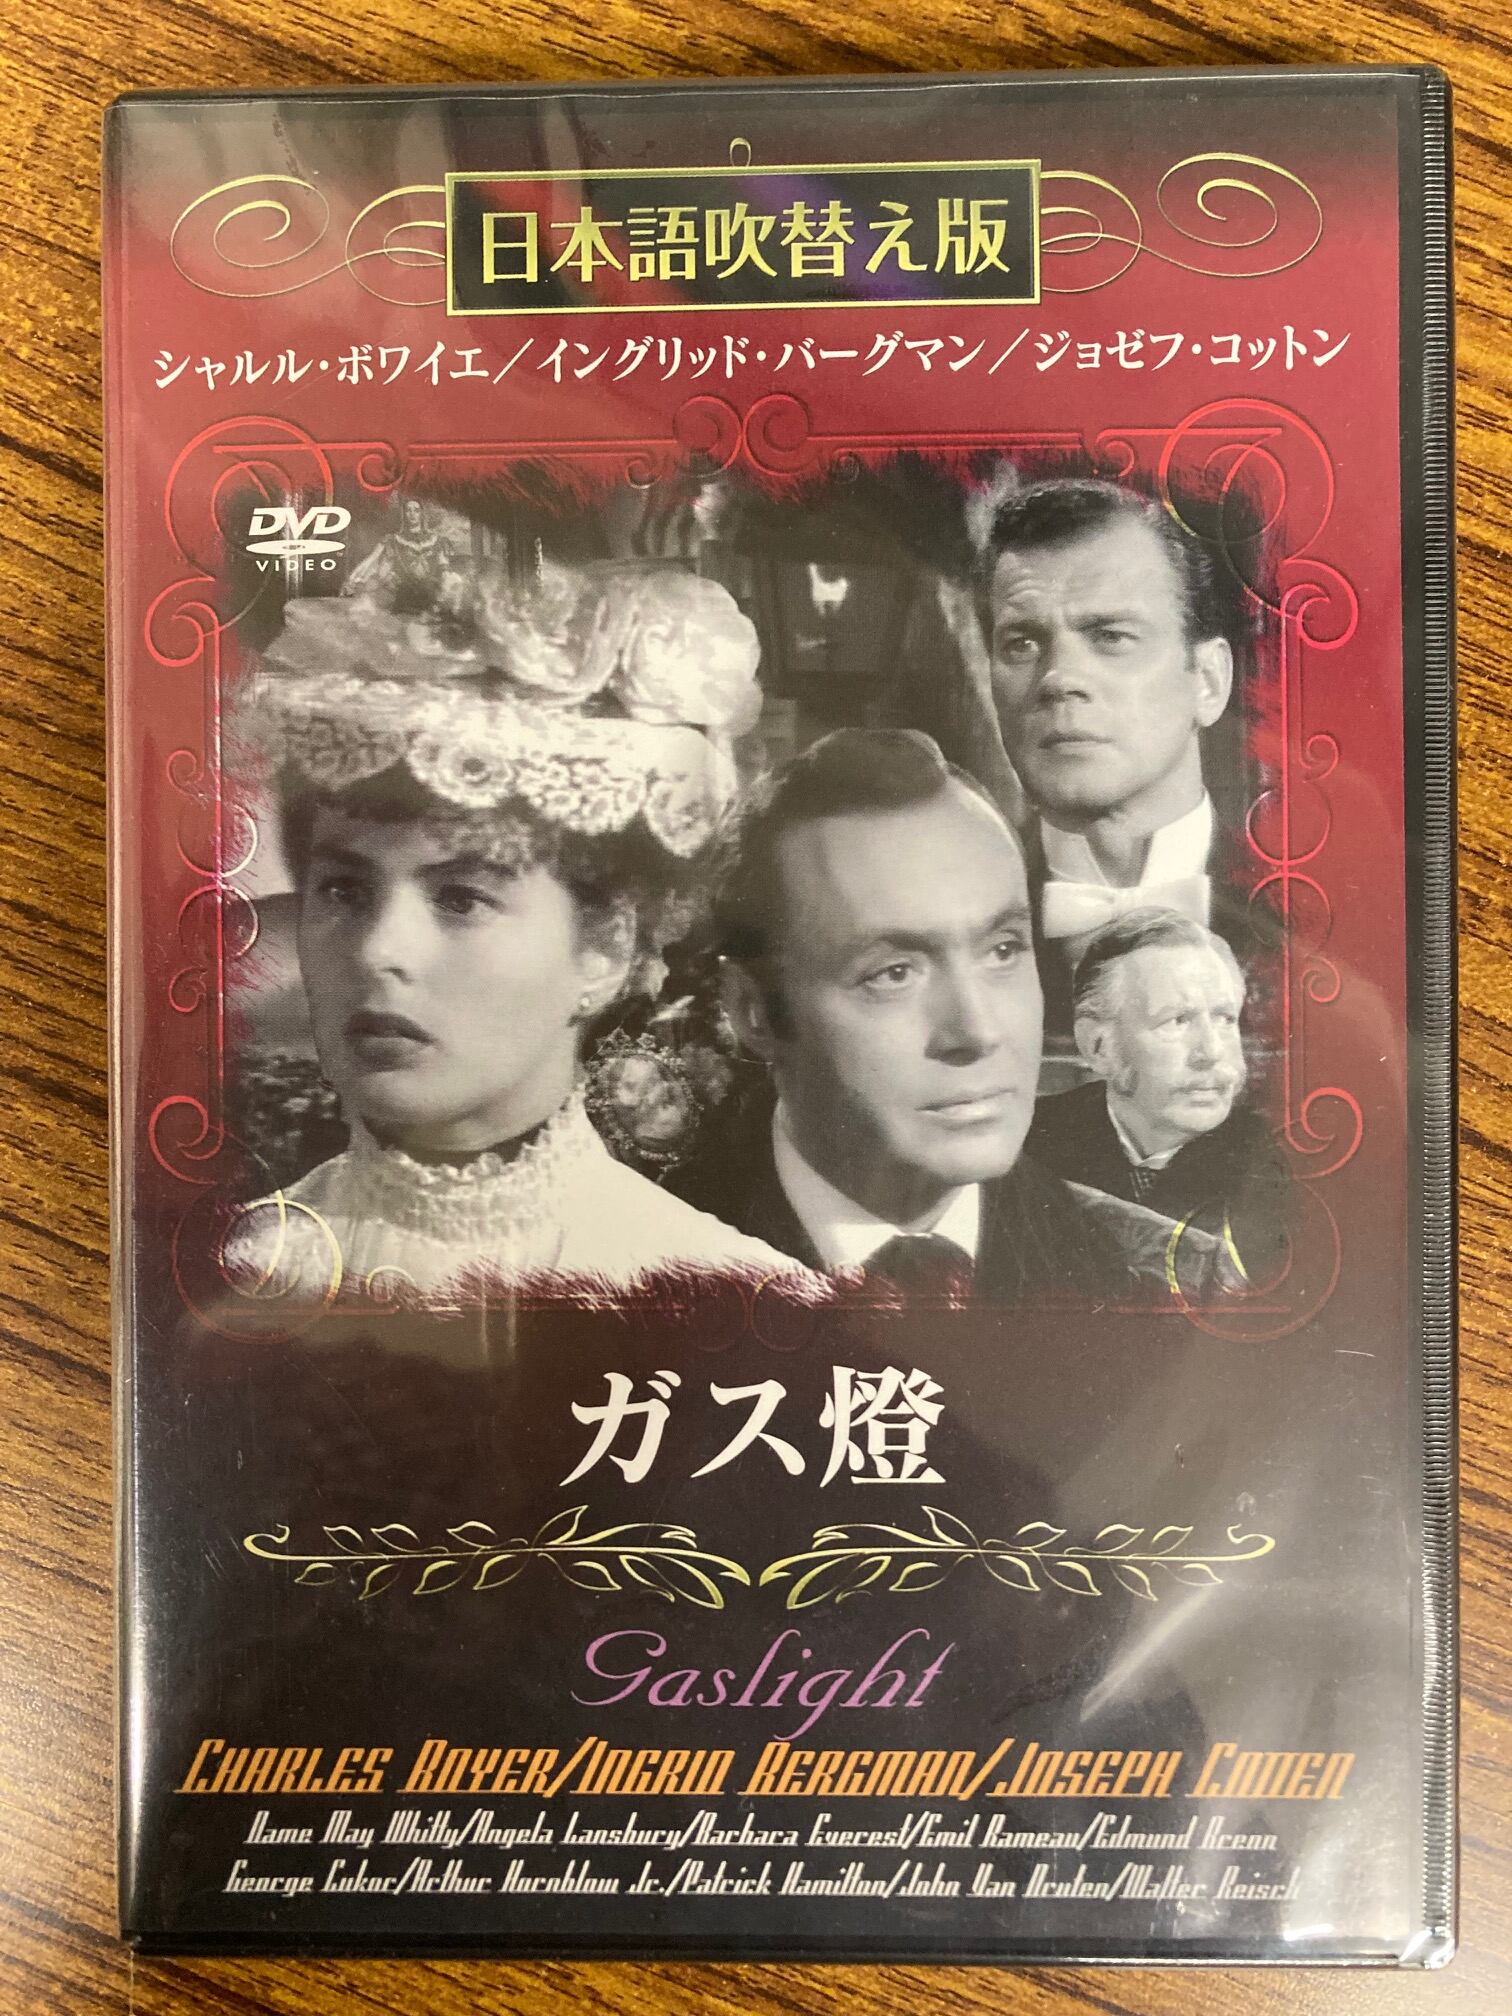 日本語吹替え版
シャルル・ボワイエ／イングリッド・バーグマン／ジョゼフ・コットン
DVD
VIDEO
ガス燈
Gaslight
CHARLES BOYER/INGRID BERGMAN/JOSEPH COTTEN
Dame May Whitty/Angela Lansbury/Barbara Everest/Emil Rameau/Edmund Breon
George Cukor/Arthur Hornblow Jr./Patrick Hamilton/John Van Druten/Walter Reisch